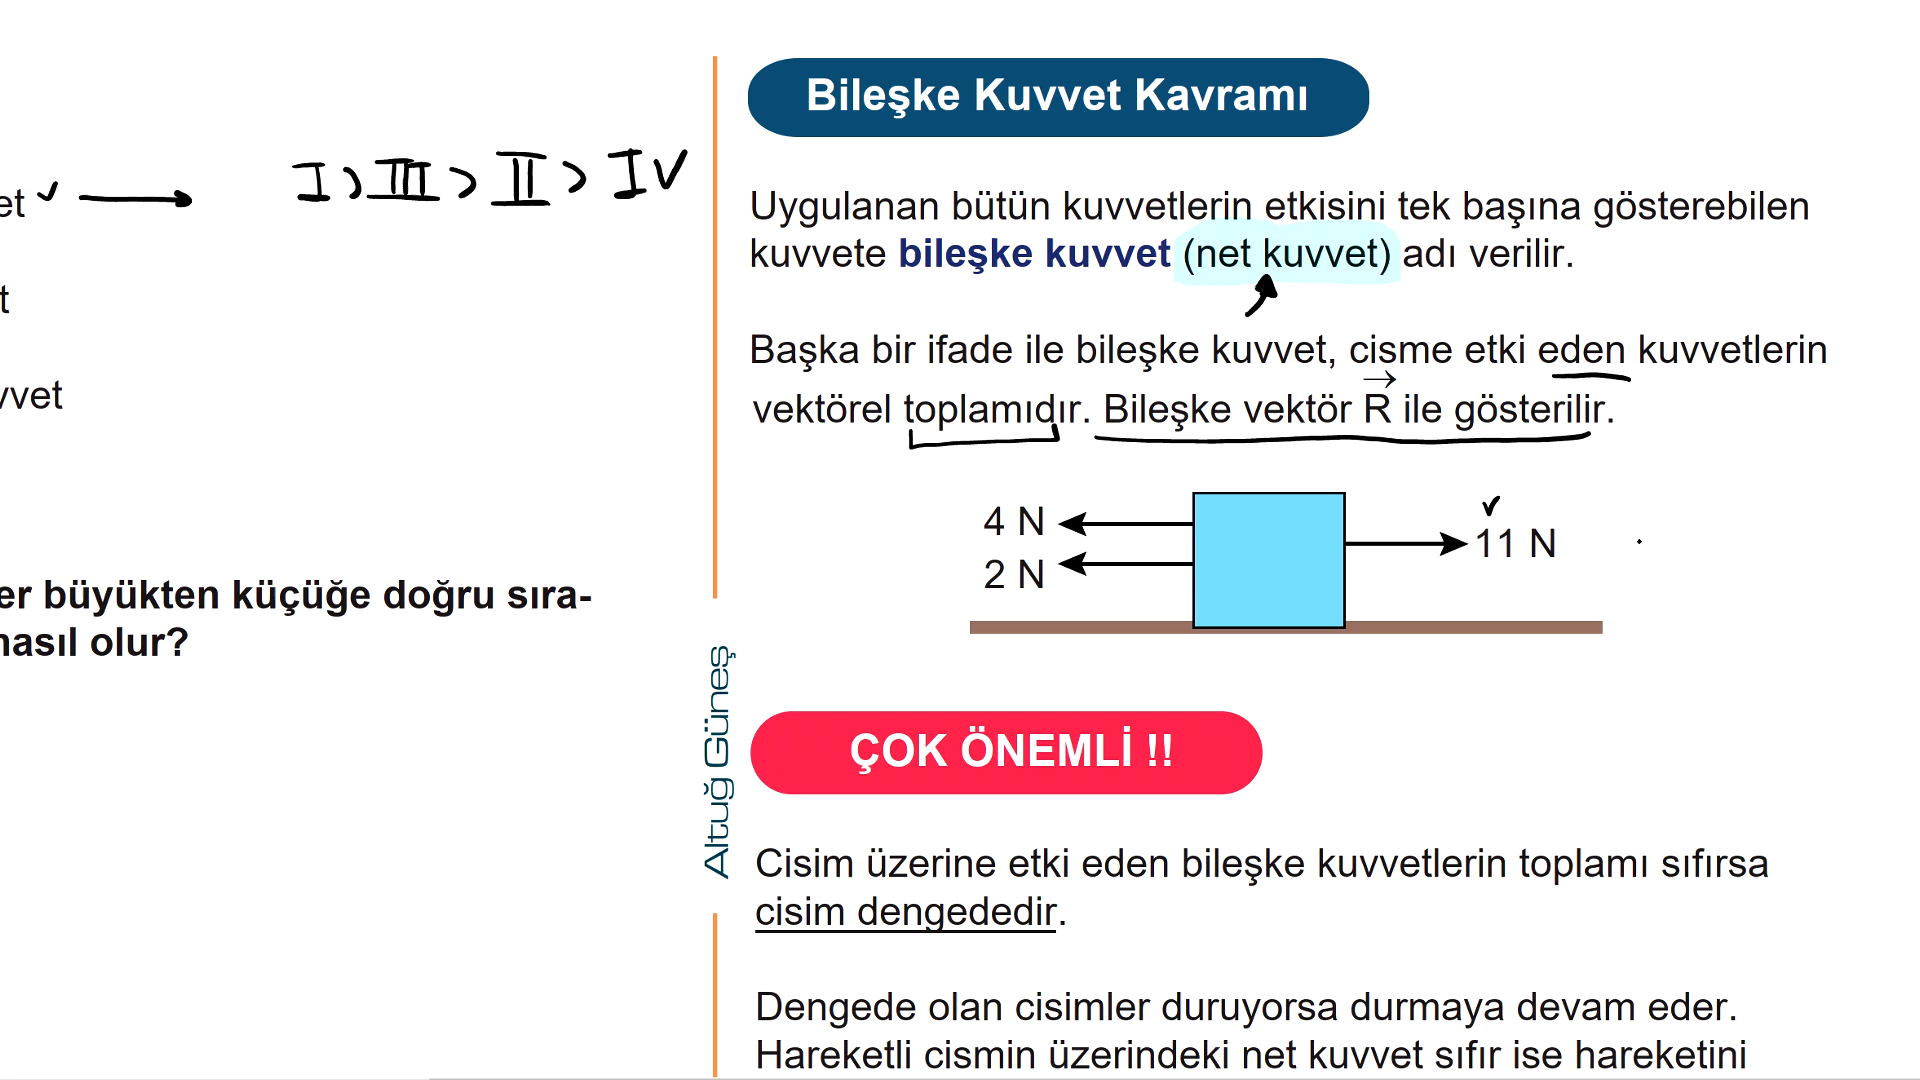 et
I > III > II > IV
t
vvet
er büyükten küçüğe doğru sıra-
nasıl olur?
Altuğ Güneş
Bileşke Kuvvet Kavramı
Uygulanan bütün kuvvetlerin etkisini tek başına gösterebilen
kuvvete bileşke kuvvet (net kuvvet) adı verilir.
Başka bir ifade ile bileşke kuvvet, cisme etki eden kuvvetlerin
vektörel toplamıdır. Bileşke vektör R ile gösterilir.
4 N
2 N
11 N
ÇOK ÖNEMLİ !!
Cisim üzerine etki eden bileşke kuvvetlerin toplamı sıfırsa
cisim dengededir.
Dengede olan cisimler duruyorsa durmaya devam eder.
Hareketli cismin üzerindeki net kuvvet sıfır ise hareketini